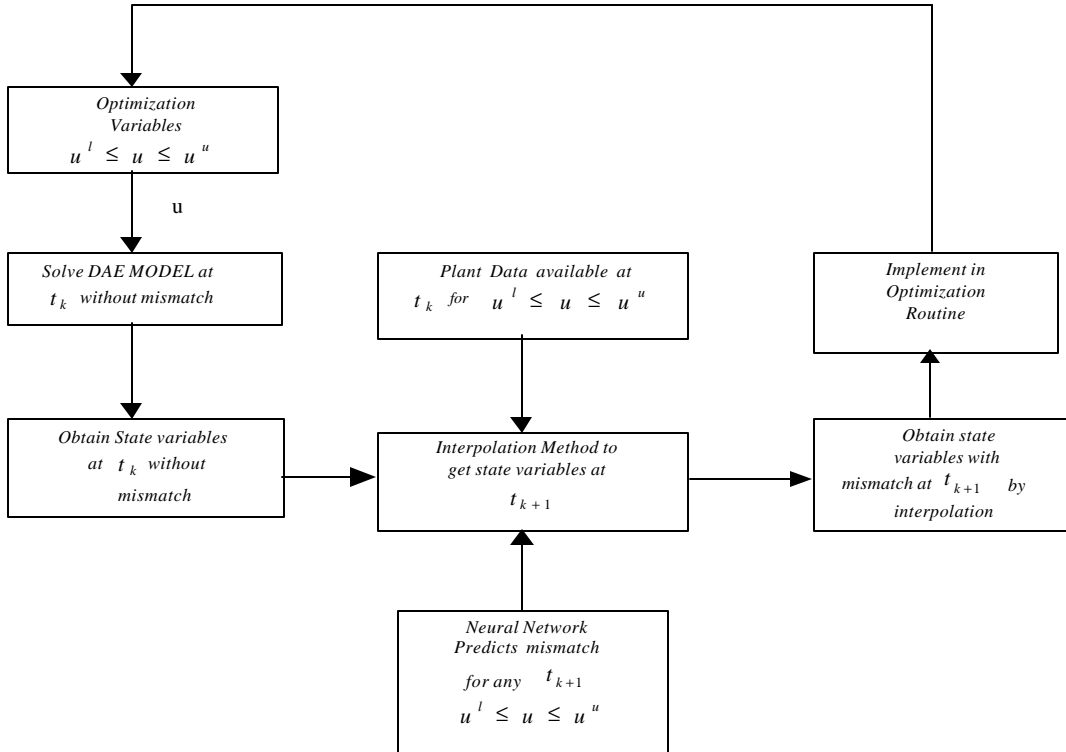 Optimization
Variables
u^l ≤ u ≤ u^u
u
Solve DAE MODEL at
t_k without mismatch
Plant Data available at
t_k for u^l ≤ u ≤ u^u
Implement in
Optimization
Routine
Obtain State variables
at t_k without
mismatch
Interpolation Method to
get state variables at
t_{k+1}
Obtain state
variables with
mismatch at t_{k+1} by
interpolation
Neural Network
Predicts mismatch
for any t_{k+1}
u^l ≤ u ≤ u^u